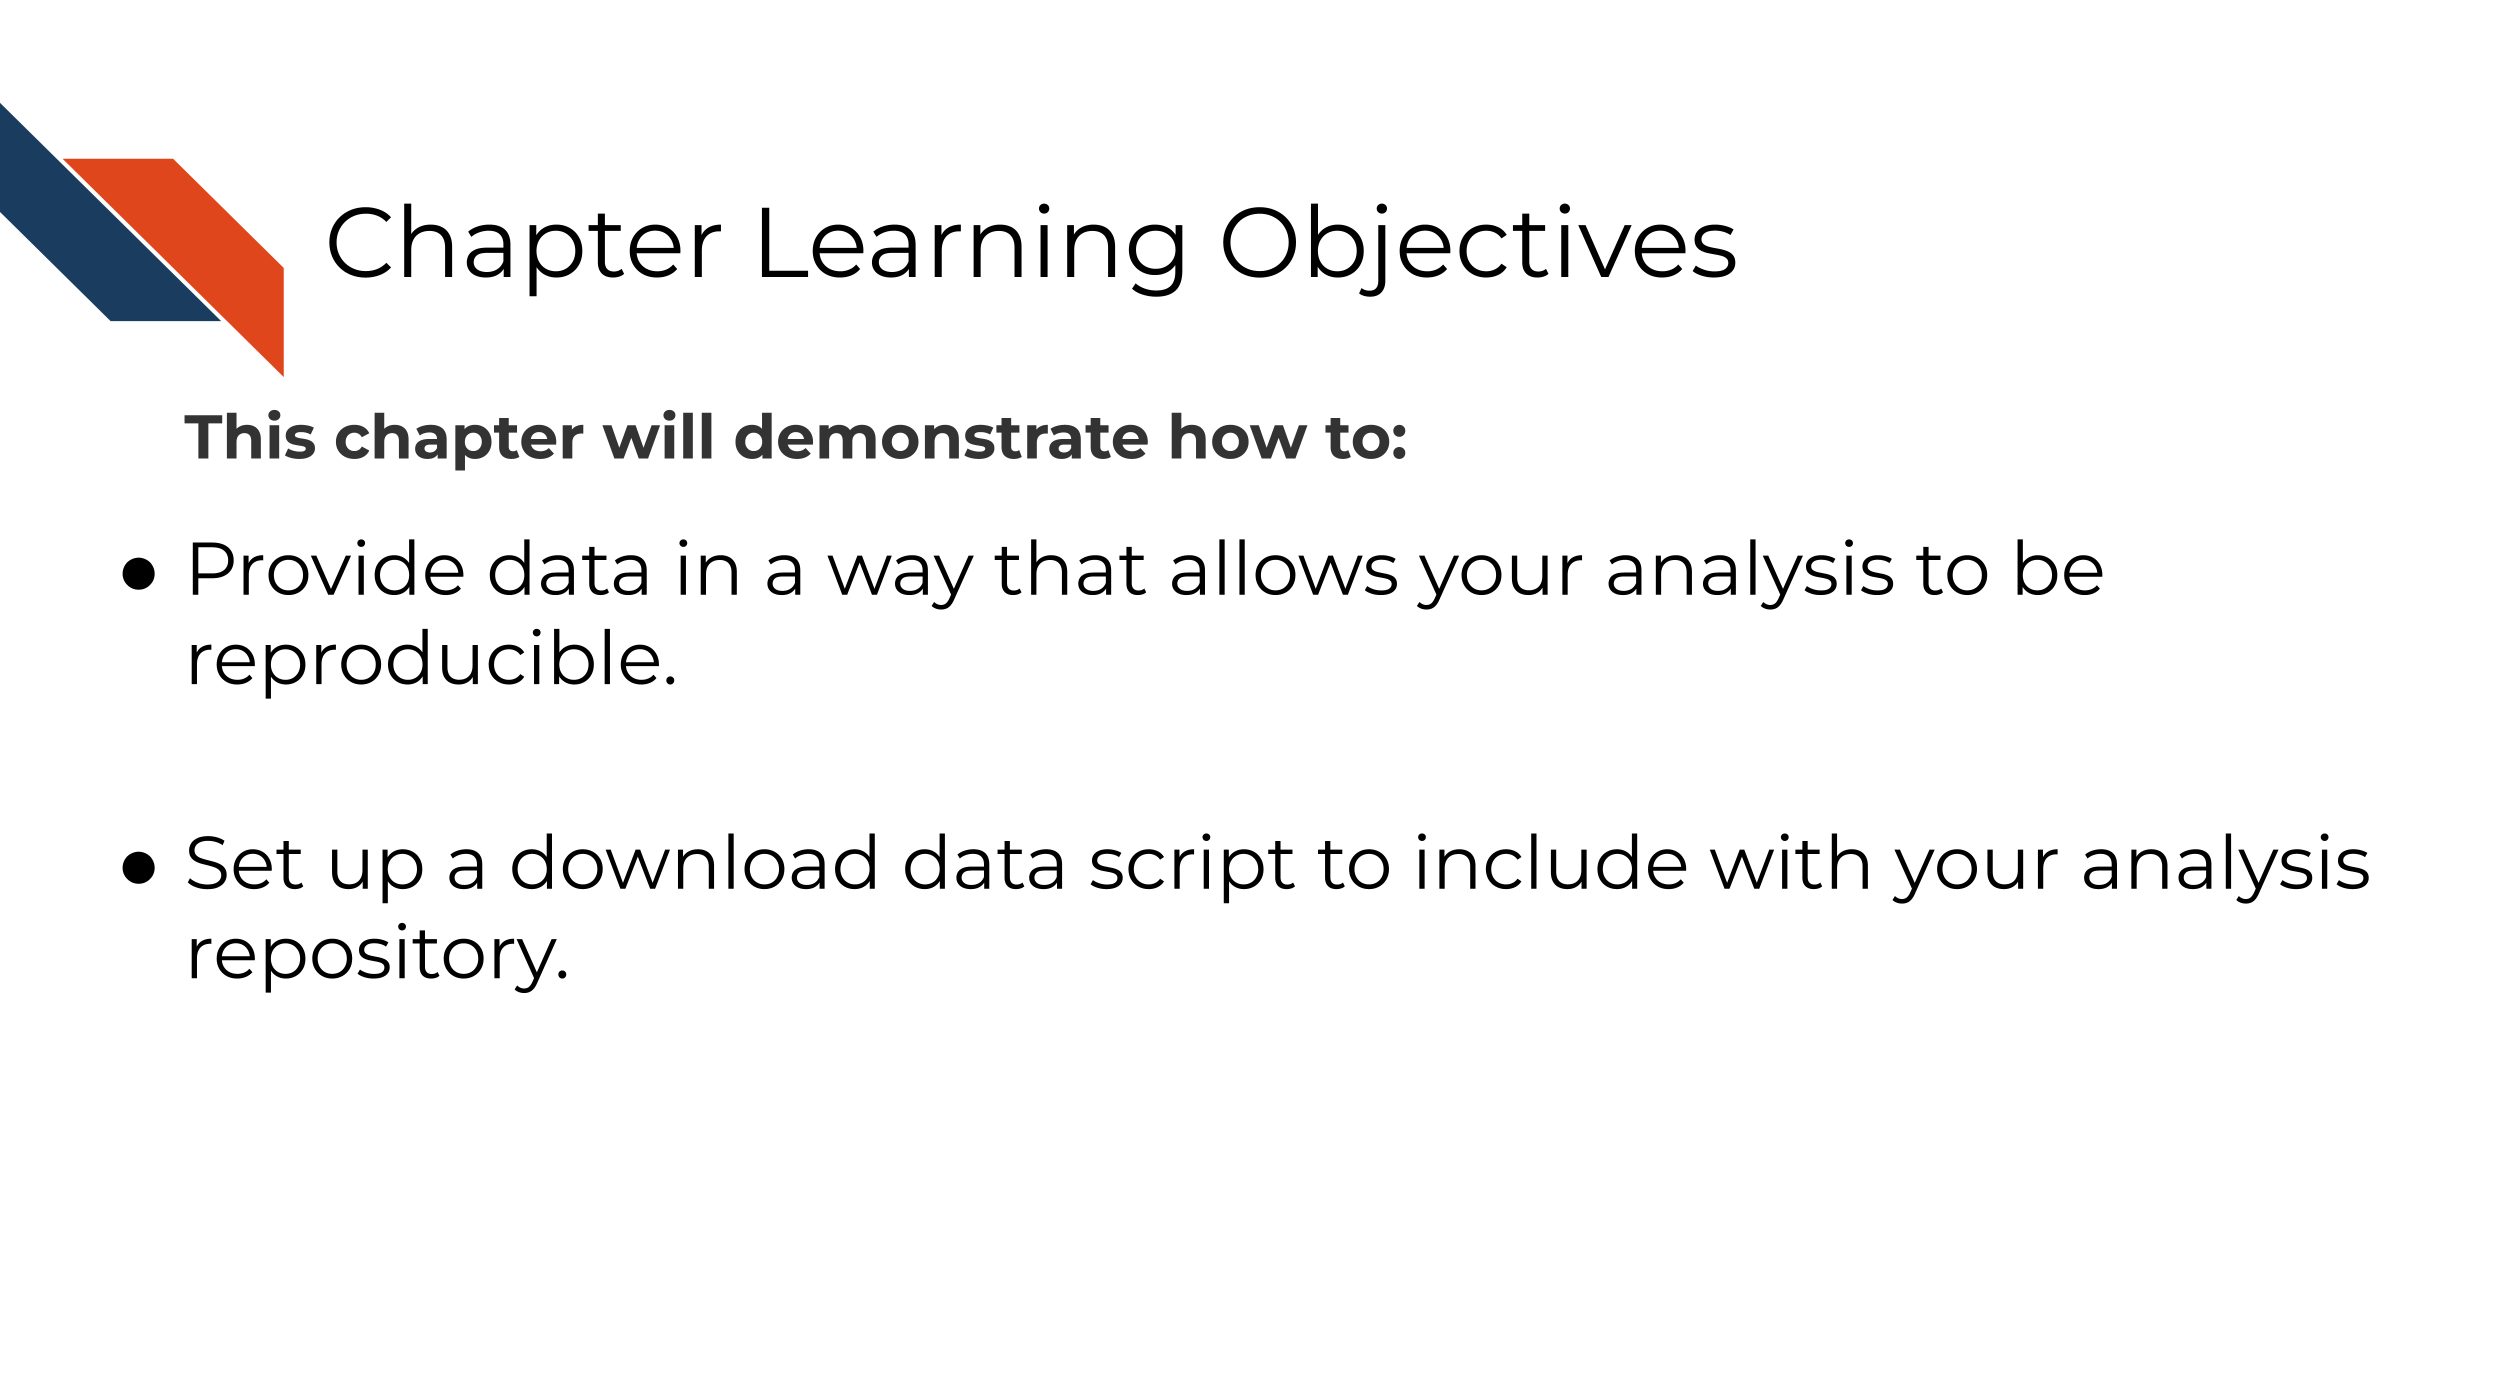 Chapter Learning Objectives
This chapter will demonstrate how to:
● Provide data in a way that allows your analysis to be
reproducible.
● Set up a download data script to include with your analysis
repository.